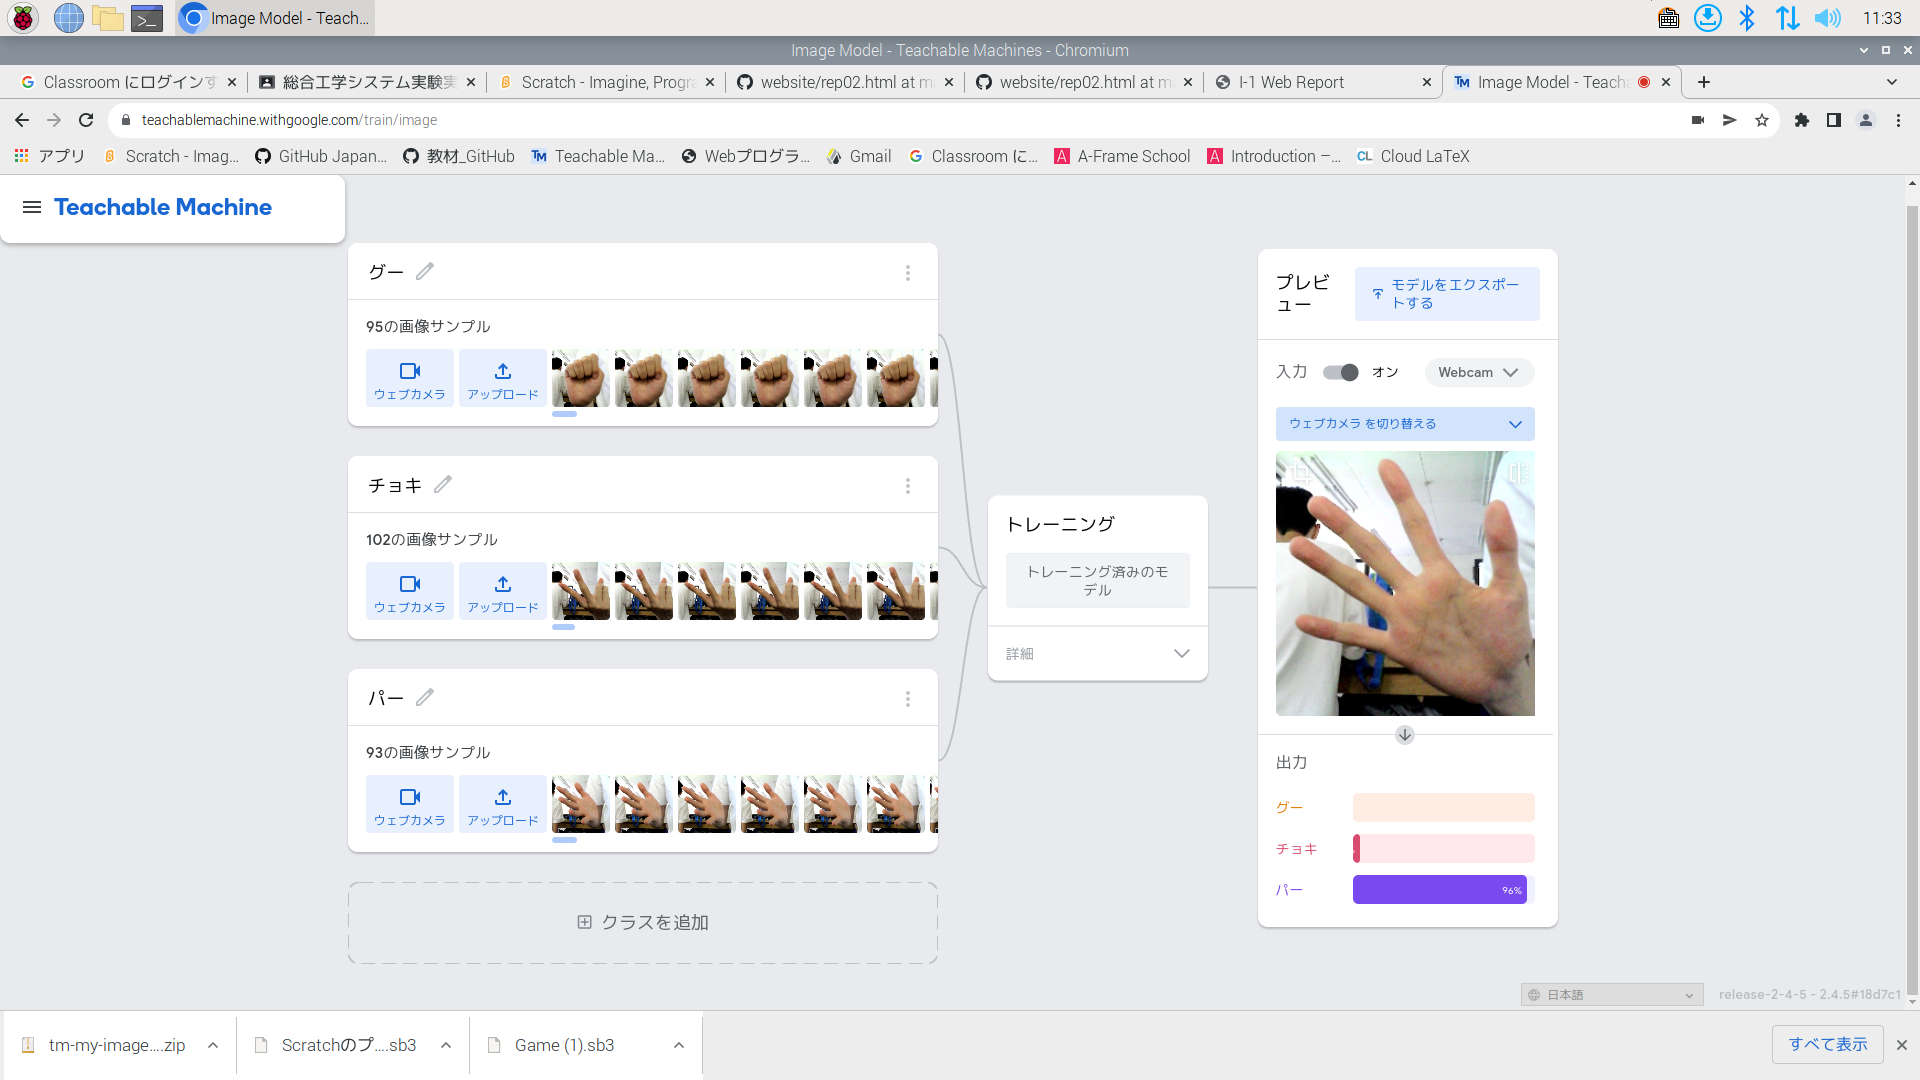 Image Model - Teach...
11:33
Image Model - Teachable Machines - Chromium
Classroom にログインす
総合工学システム実験実
Scratch - Imagine, Progra
website/rep02.html at m
website/rep02.html at m
I-1 Web Report
Image Model - Teacha
teachablemachine.withgoogle.com/train/image
アプリ
Scratch - Imag...
GitHub Japan...
教材_GitHub
Teachable Ma...
Webプログラ...
Gmail
Classroom に...
A-Frame School
Introduction –...
CL Cloud LaTeX
Teachable Machine
グー
95の画像サンプル
ウェブカメラ
アップロード
チョキ
102の画像サンプル
ウェブカメラ
アップロード
パー
93の画像サンプル
ウェブカメラ
アップロード
クラスを追加
トレーニング
トレーニング済みのモ
デル
詳細
プレビ
ュー
モデルをエクスポー
トする
入力
オン
Webcam
ウェブカメラ を切り替える
出力
グー
チョキ
パー
96%
日本語
release-2-4-5 - 2.4.5#18d7c1
tm-my-image....zip
Scratchのプ....sb3
Game (1).sb3
すべて表示